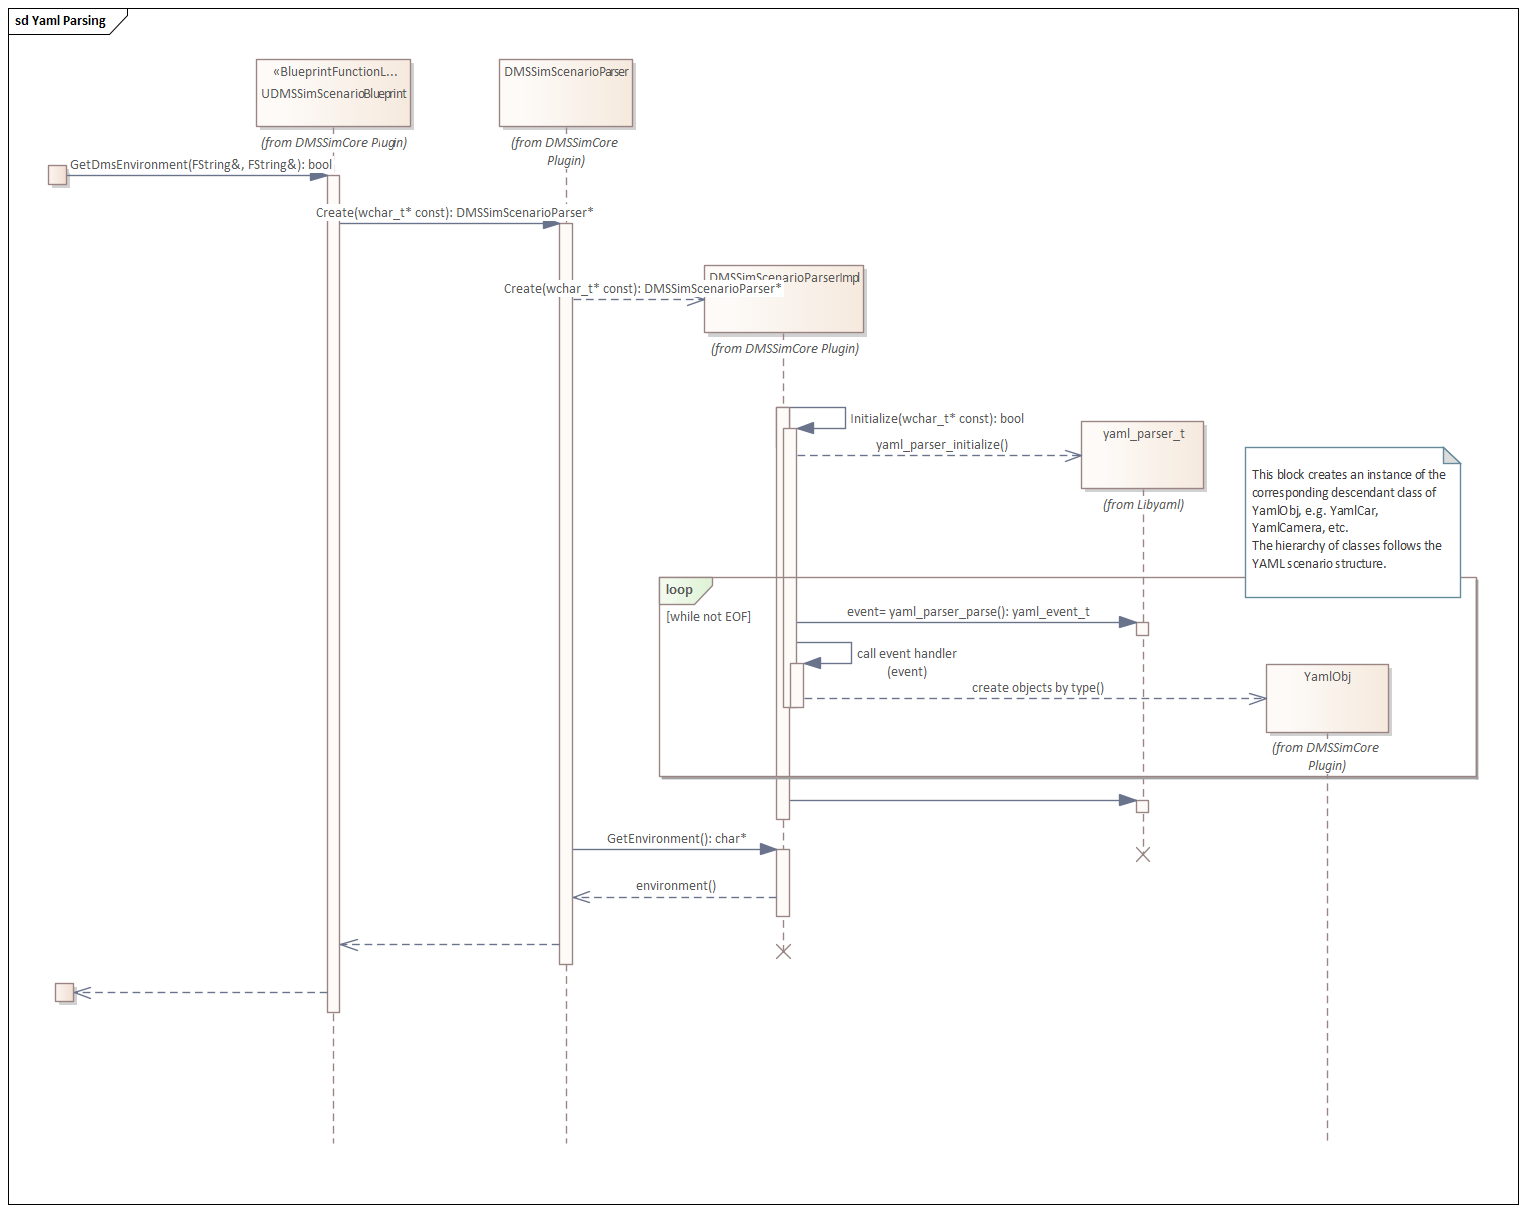 sd Yaml Parsing
«BlueprintFunctionL...
UDMSSimScenarioBlueprint
(from DMSSimCore Plugin)
DMSSimScenarioParser
(from DMSSimCore
Plugin)
GetDmsEnvironment(FString&, FString&): bool
Create(wchar_t* const): DMSSimScenarioParser*
DMSSimScenarioParserImpl
Create(wchar_t* const): DMSSimScenarioParser*
(from DMSSimCore Plugin)
Initialize(wchar_t* const): bool
yaml_parser_initialize()
yaml_parser_t
(from Libyaml)
This block creates an instance of the
corresponding descendant class of
YamlObj, e.g. YamlCar,
YamlCamera, etc.
The hierarchy of classes follows the
YAML scenario structure.
loop
[while not EOF]
event= yaml_parser_parse(): yaml_event_t
call event handler
(event)
create objects by type()
YamlObj
(from DMSSimCore
Plugin)
GetEnvironment(): char*
environment()